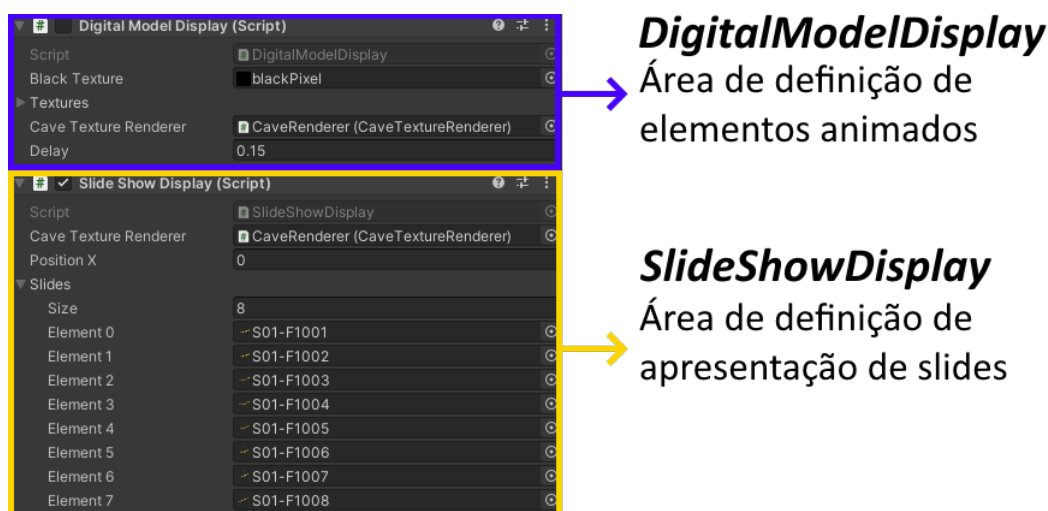 Digital Model Display (Script)
Script DigitalModelDisplay
Black Texture blackPixel
Textures
Cave Texture Renderer CaveRenderer (CaveTextureRenderer)
Delay 0.15
Slide Show Display (Script)
Script SlideShowDisplay
Cave Texture Renderer CaveRenderer (CaveTextureRenderer)
Position X 0
Slides
Size 8
Element 0 S01-F1001
Element 1 S01-F1002
Element 2 S01-F1003
Element 3 S01-F1004
Element 4 S01-F1005
Element 5 S01-F1006
Element 6 S01-F1007
Element 7 S01-F1008
DigitalModelDisplay
Área de definição de
elementos animados
SlideShowDisplay
Área de definição de
apresentação de slides